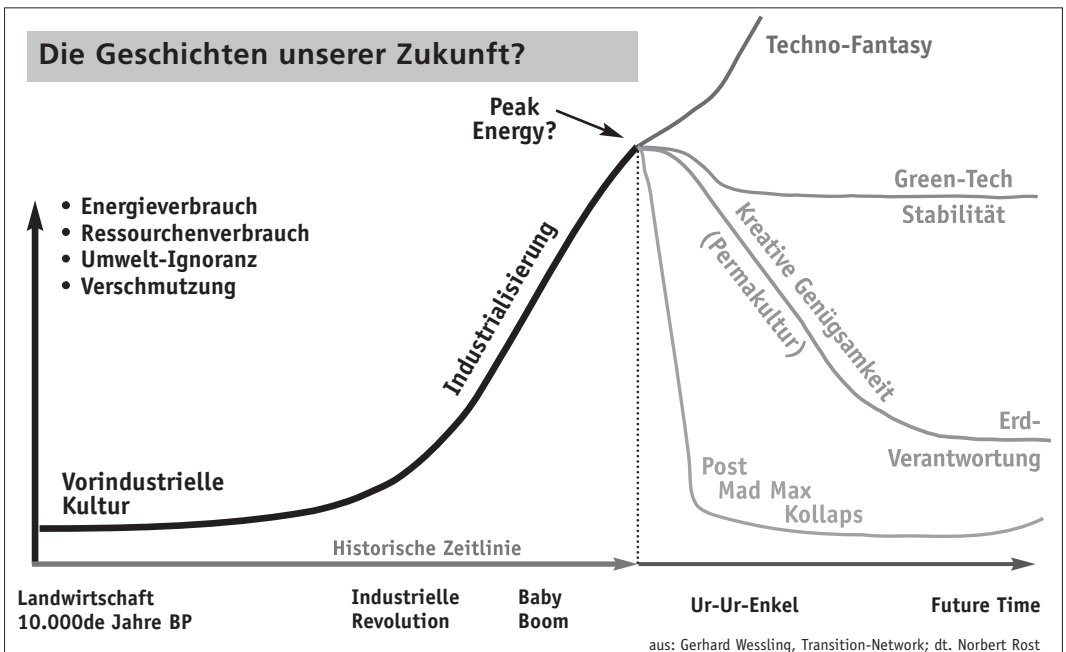 Die Geschichten unserer Zukunft?
Techno-Fantasy
Peak
Energy?
Green-Tech
Stabilität
• Energieverbrauch
• Ressourchenverbrauch
• Umwelt-Ignoranz
• Verschmutzung
Industrialisierung
Kreative Genügsamkeit
(Permakultur)
Erd-
Verantwortung
Post
Mad Max
Kollaps
Vorindustrielle
Kultur
Historische Zeitlinie
Landwirtschaft
10.000de Jahre BP
Industrielle
Revolution
Baby
Boom
Ur-Ur-Enkel
Future Time
aus: Gerhard Wessling, Transition-Network; dt. Norbert Rost